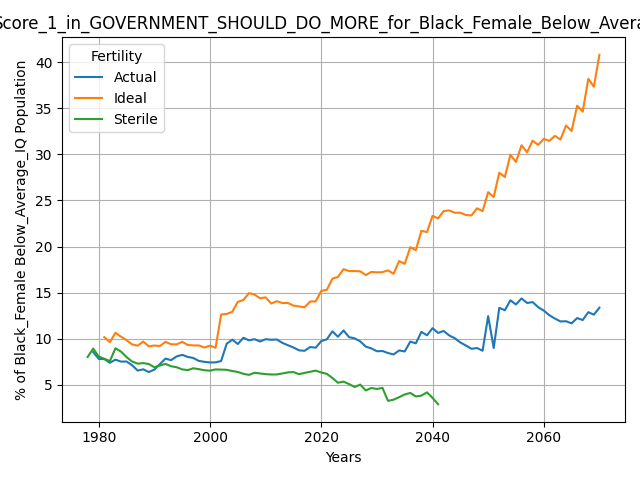 Score_1_in_GOVERNMENT_SHOULD_DO_MORE_for_Black_Female_Below_Avera
% of Black_Female Below_Average_IQ Population
Fertility
Actual
Ideal
Sterile
40
35
30
25
20
15
10
5
1980
2000
2020
2040
2060
Years